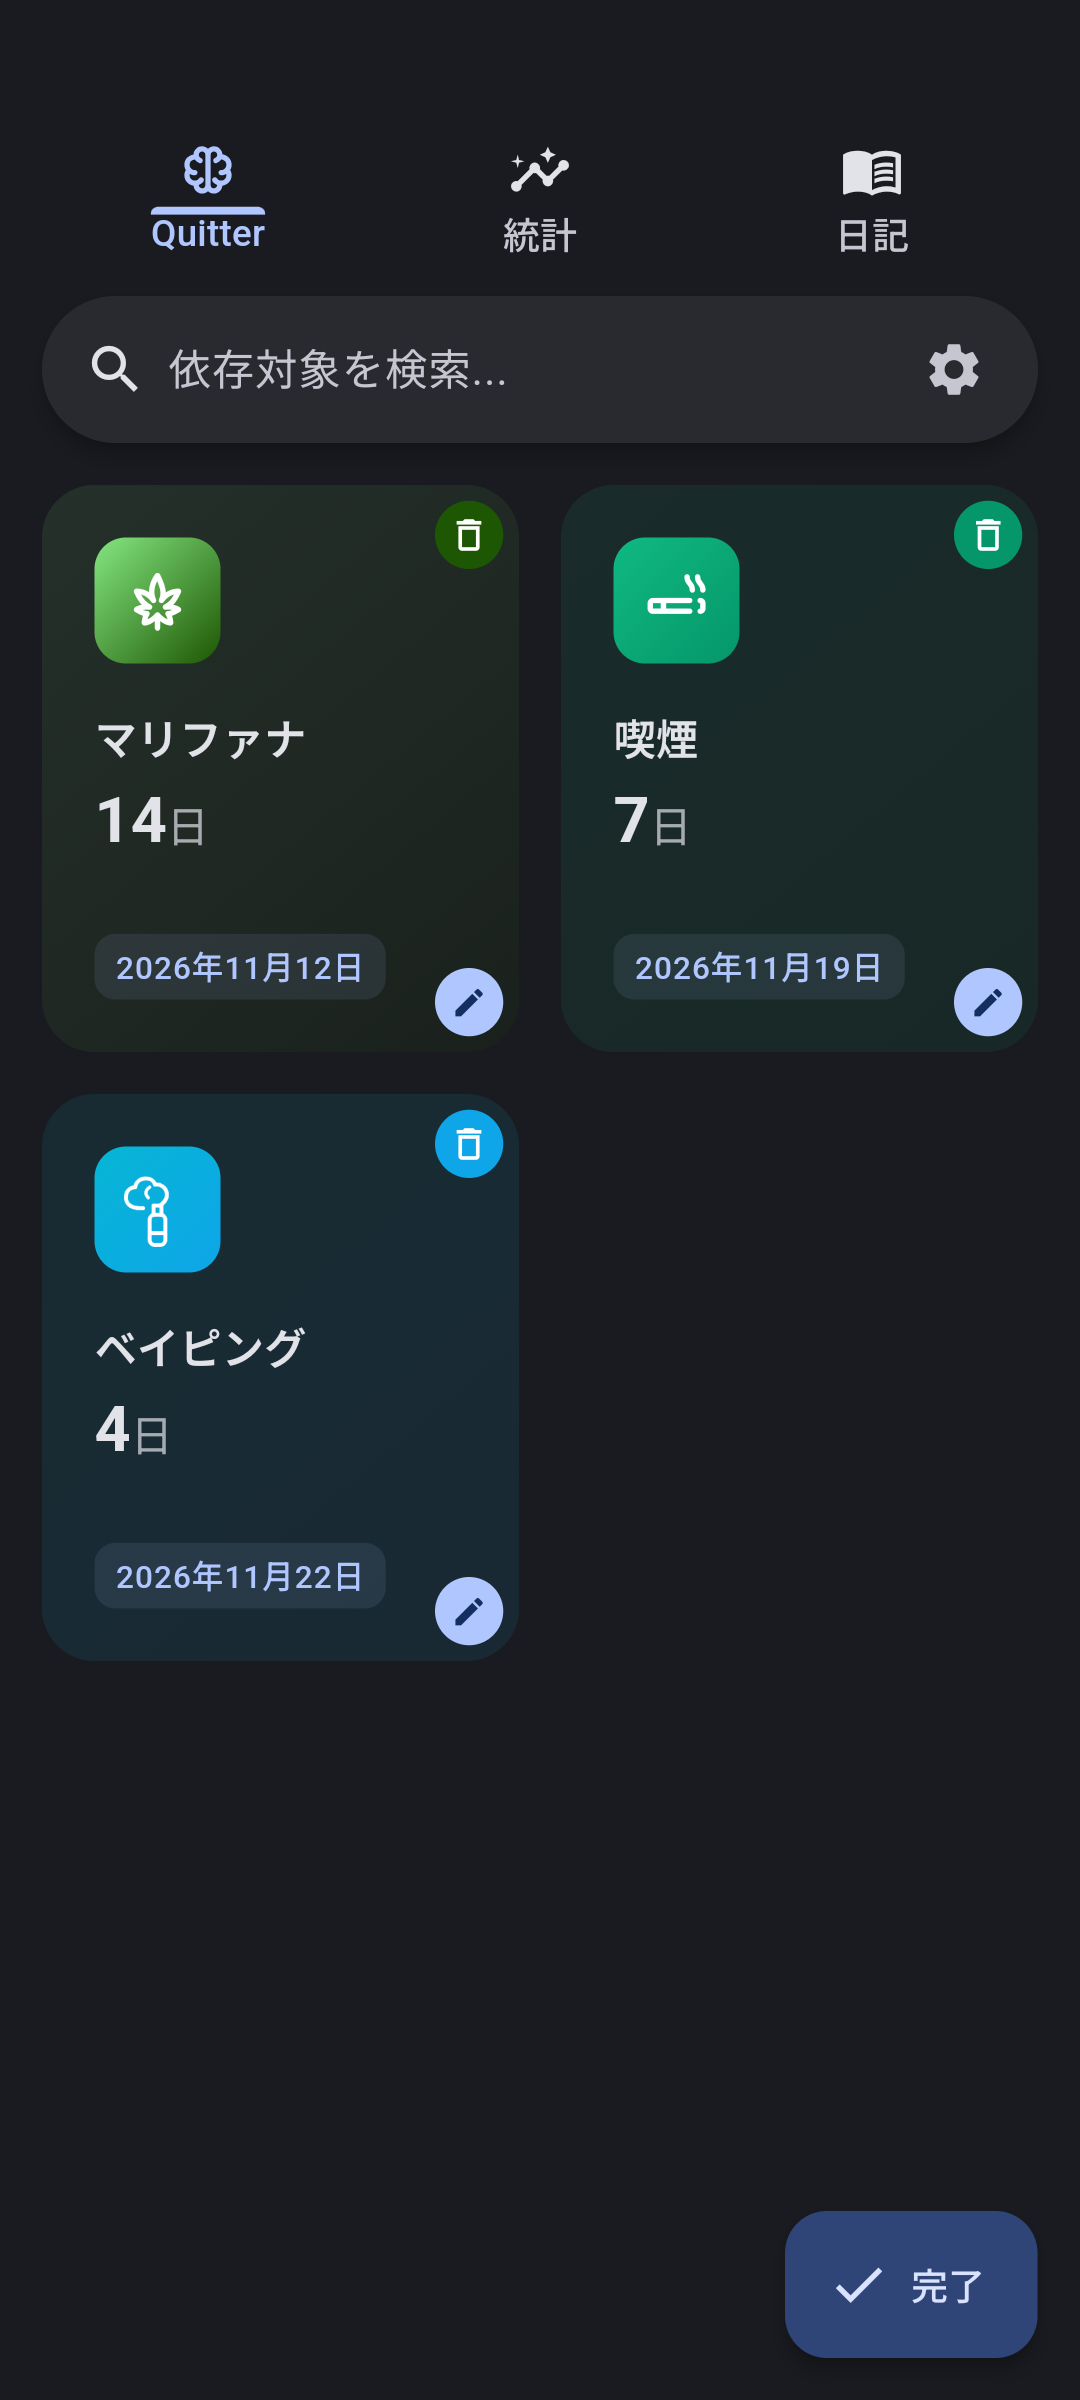 Quitter
統計
日記
依存対象を検索...
マリファナ
14日
2026年11月12日
喫煙
7日
2026年11月19日
ベイピング
4日
2026年11月22日
完了